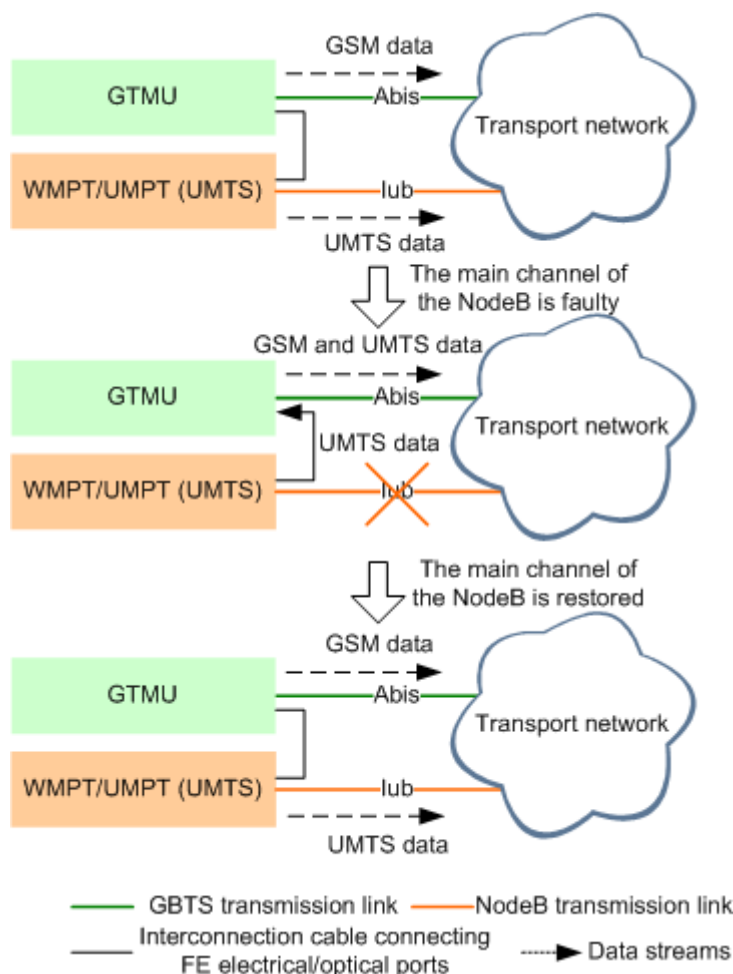 GSM data
GTMU
Abis
Transport network
WMPT/UMPT (UMTS)
Iub
UMTS data
The main channel of
the NodeB is faulty
GSM and UMTS data
GTMU
Abis
Transport network
UMTS data
WMPT/UMPT (UMTS)
Iub
The main channel of
the NodeB is restored
GSM data
GTMU
Abis
Transport network
WMPT/UMPT (UMTS)
Iub
UMTS data
GBTS transmission link
NodeB transmission link
Interconnection cable connecting
FE electrical/optical ports
Data streams